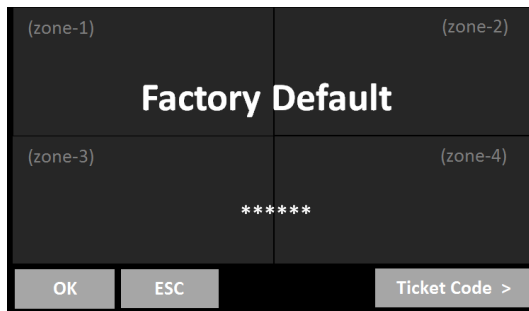 (zone-1)
(zone-2)
Factory Default
(zone-3)
(zone-4)
******
OK
ESC
Ticket Code >